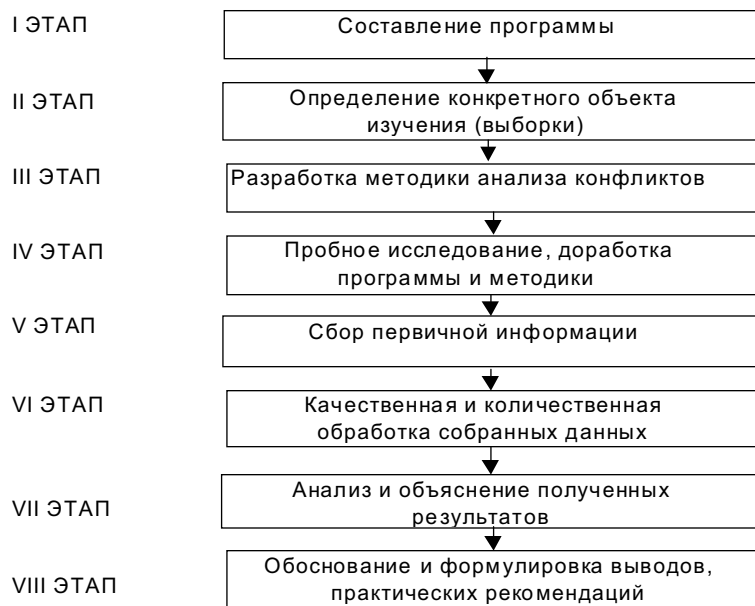 I ЭТАП
Составление программы
II ЭТАП
Определение конкретного объекта
изучения (выборки)
III ЭТАП
Разработка методики анализа конфликтов
IV ЭТАП
Пробное исследование, доработка
программы и методики
V ЭТАП
Сбор первичной информации
VI ЭТАП
Качественная и количественная
обработка собранных данных
VII ЭТАП
Анализ и объяснение полученных
результатов
VIII ЭТАП
Обоснование и формулировка выводов,
практических рекомендаций